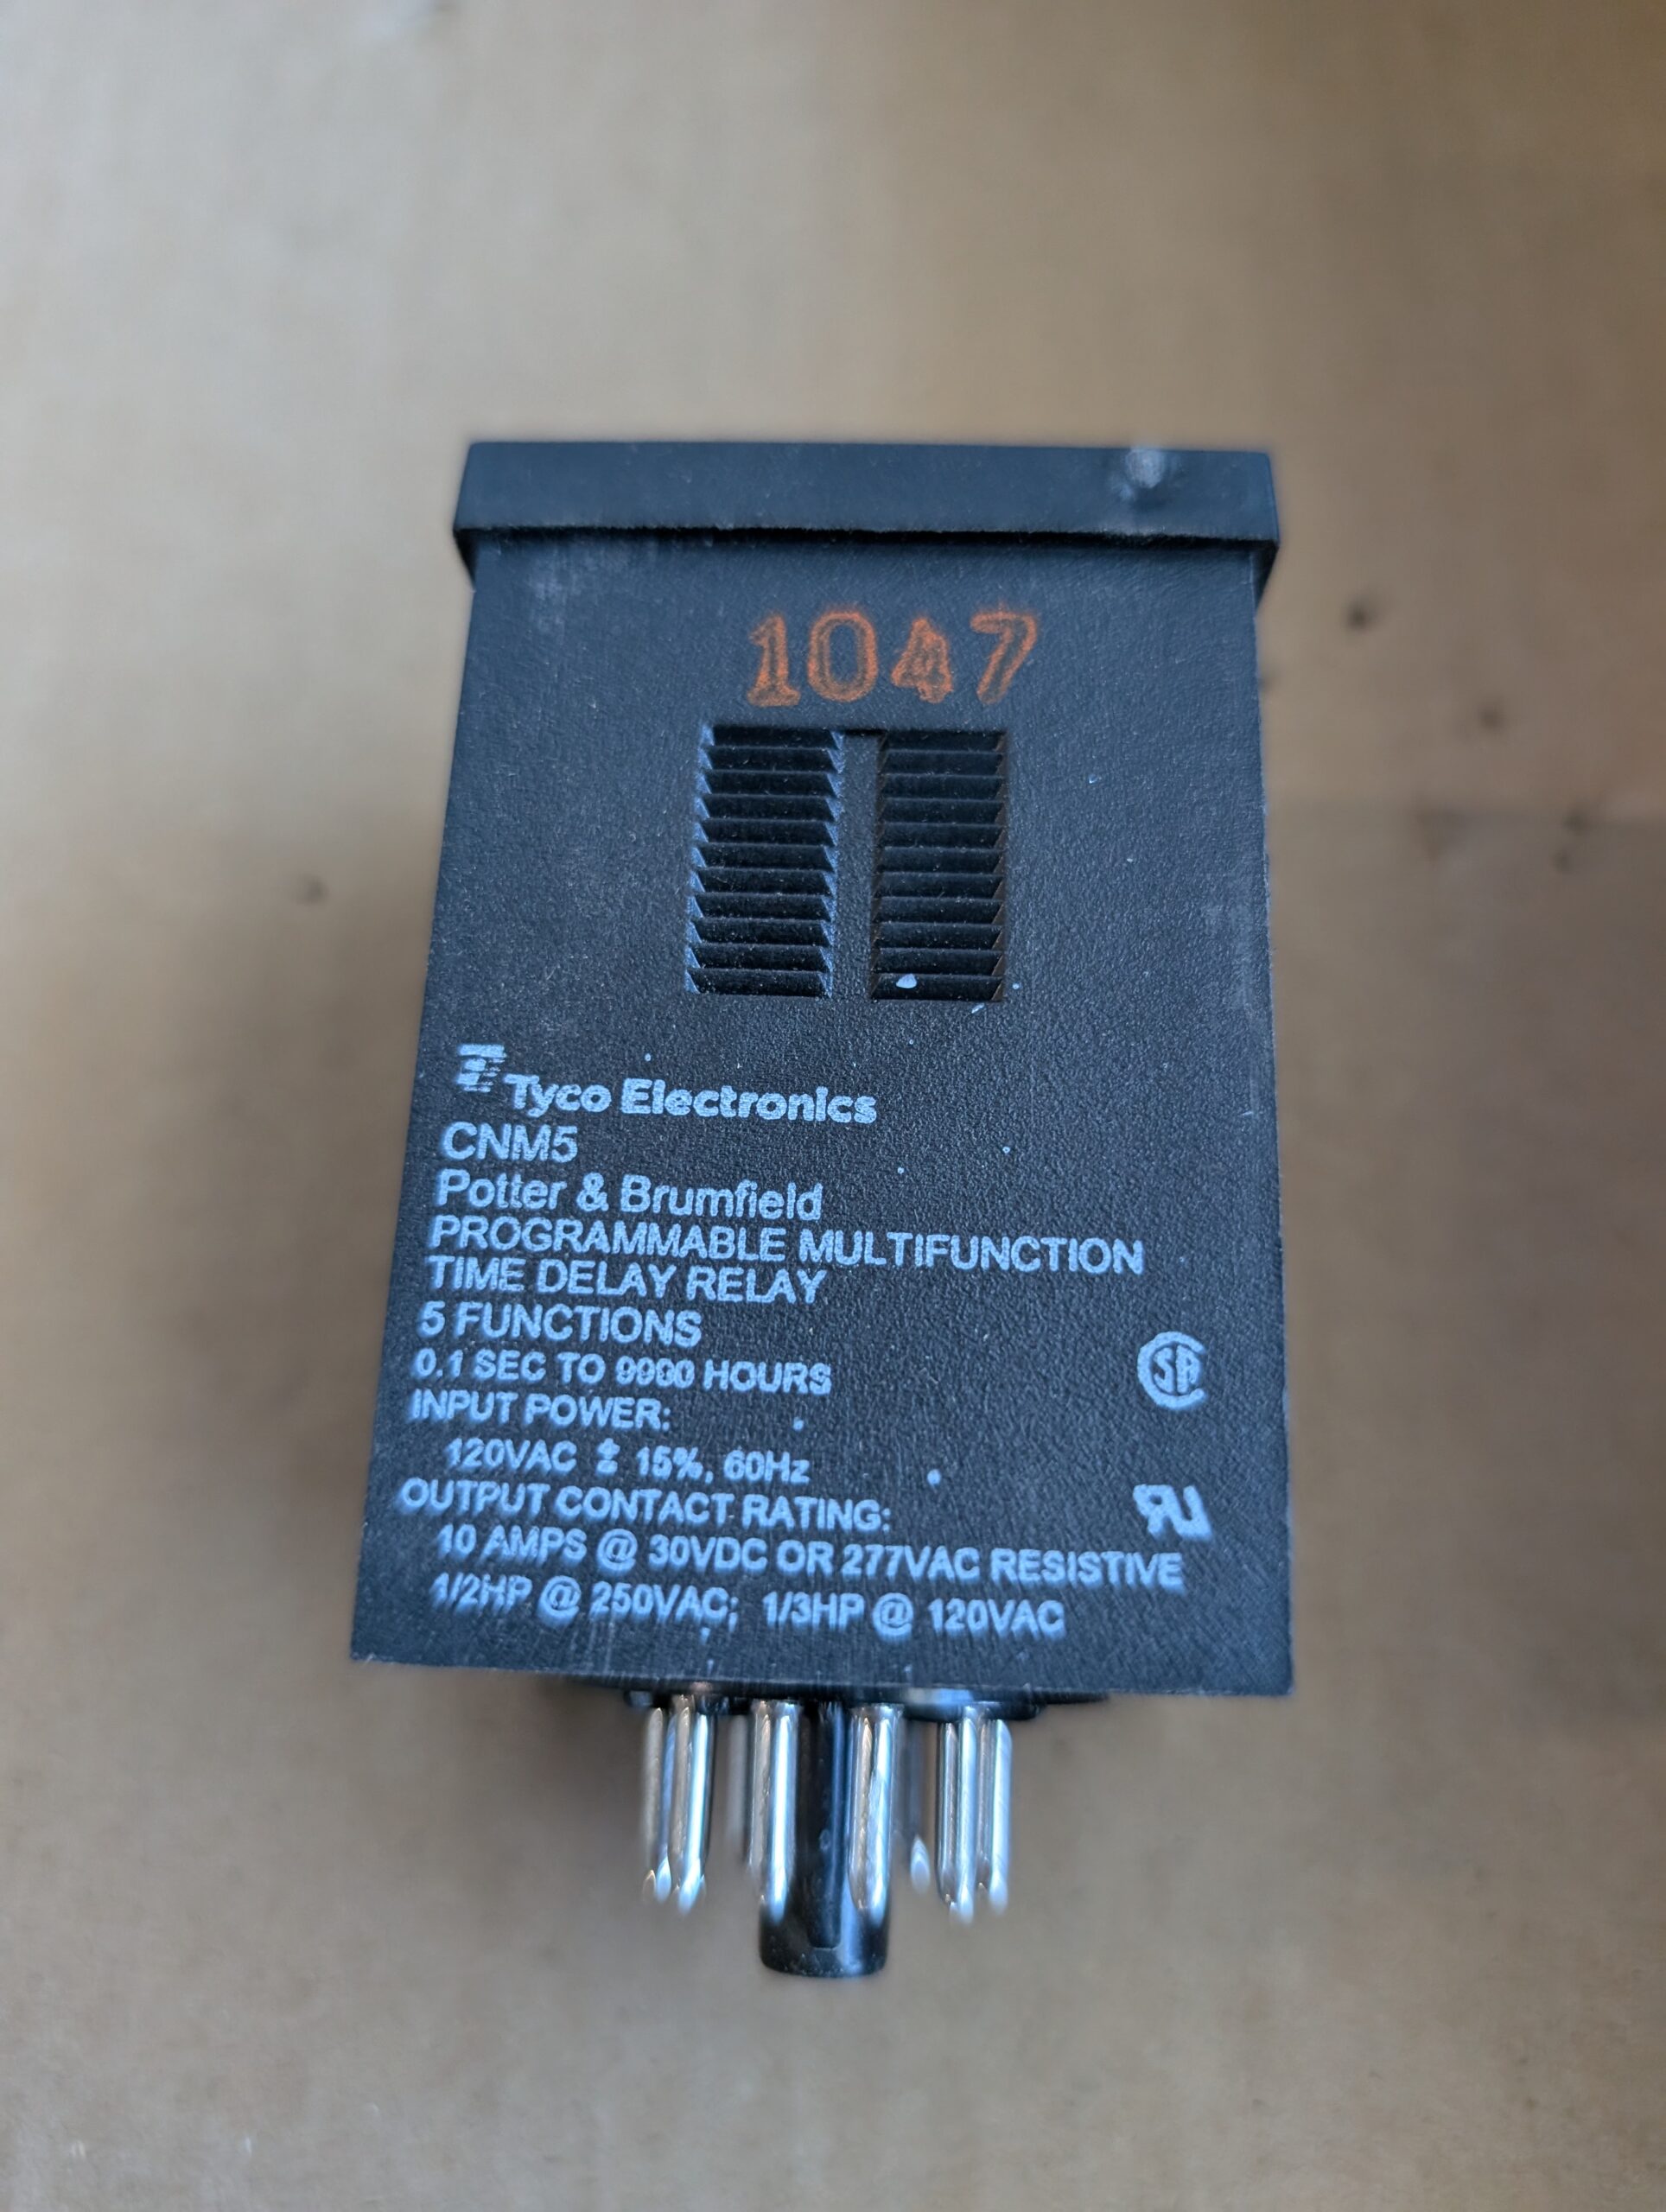 1047
Tyco Electronics
CNM5
Potter & Brumfield
PROGRAMMABLE MULTIFUNCTION
TIME DELAY RELAY
5 FUNCTIONS
0.1 SEC TO 9990 HOURS
INPUT POWER:
120VAC ± 15%, 60Hz
OUTPUT CONTACT RATING:
10 AMPS @ 30VDC OR 277VAC RESISTIVE
1/2HP @ 250VAC; 1/3HP @ 120VAC